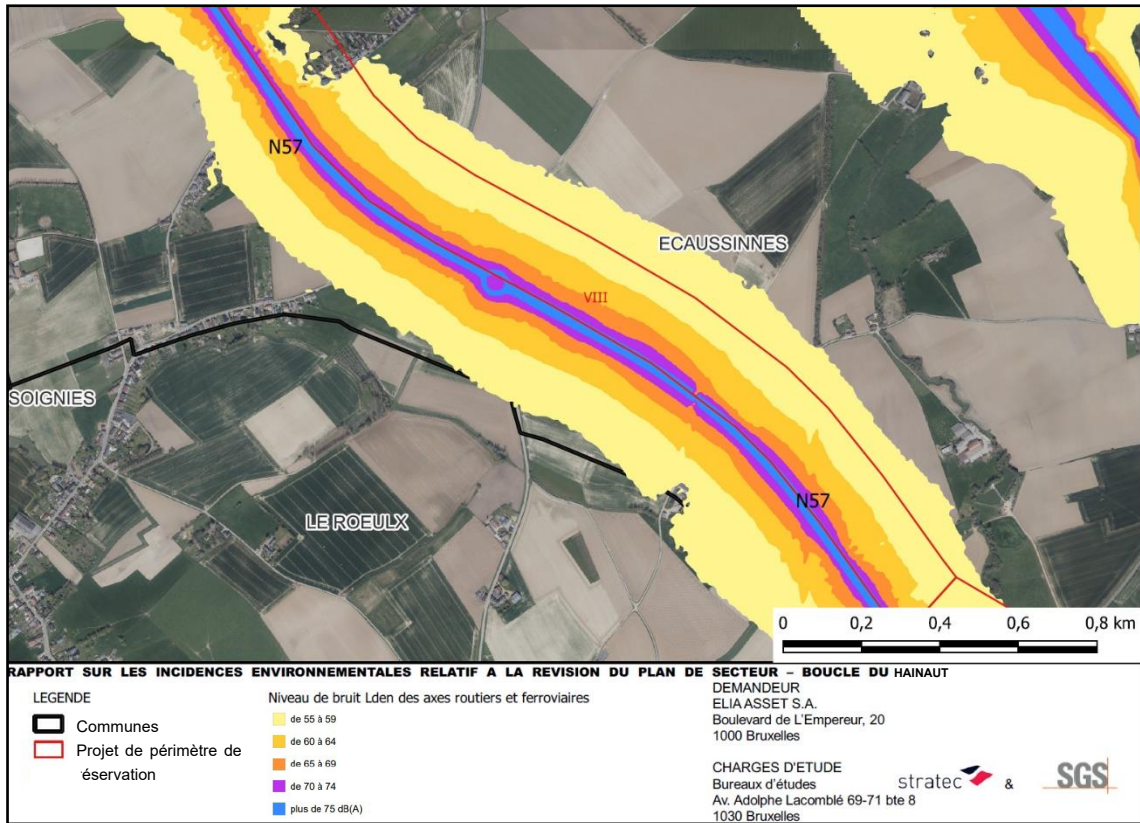 N57
ECAUSSINNES
VIII
SOIGNIES
N57
LE ROEULX
0 0,2 0,4 0,6 0,8 km
RAPPORT SUR LES INCIDENCES ENVIRONNEMENTALES RELATIF A LA REVISION DU PLAN DE SECTEUR – BOUCLE DU HAINAUT
LEGENDE
Communes
Projet de périmètre de
éservation
Niveau de bruit Lden des axes routiers et ferroviaires
de 55 à 59
de 60 à 64
de 65 à 69
de 70 à 74
plus de 75 dB(A)
DEMANDEUR
ELIA ASSET S.A.
Boulevard de L'Empereur, 20
1000 Bruxelles
CHARGES D'ETUDE
Bureaux d'études
Av. Adolphe Lacomblé 69-71 bte 8
1030 Bruxelles
stratec & SGS